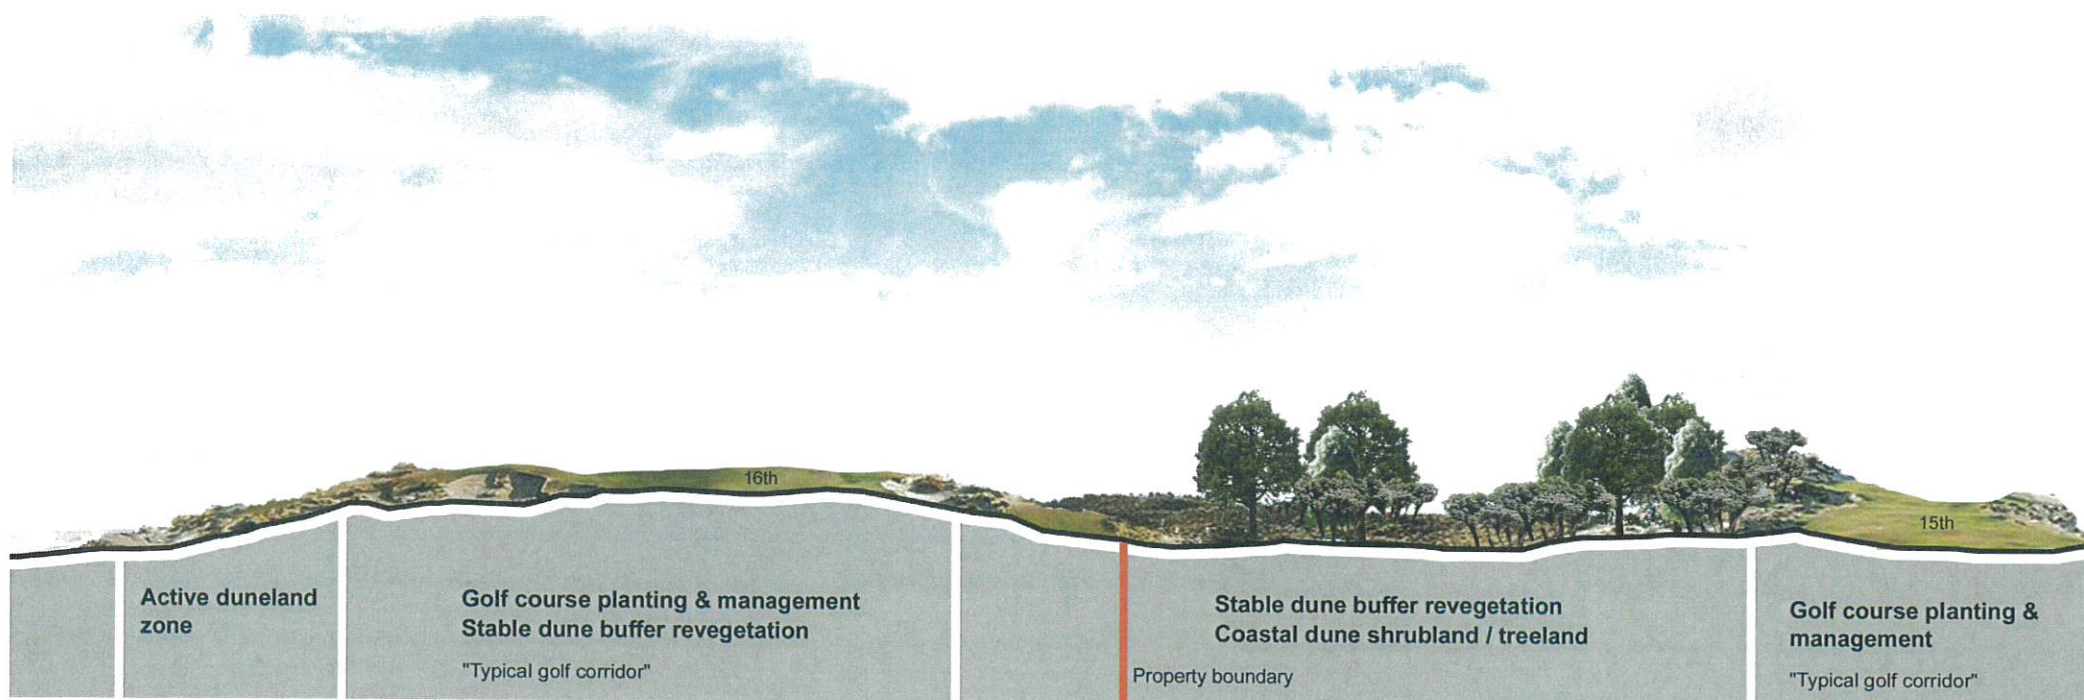 16th
15th
Active duneland
zone
Golf course planting & management
Stable dune buffer revegetation
"Typical golf corridor"
Stable dune buffer revegetation
Coastal dune shrubland / treeland
Property boundary
Golf course planting &
management
"Typical golf corridor"